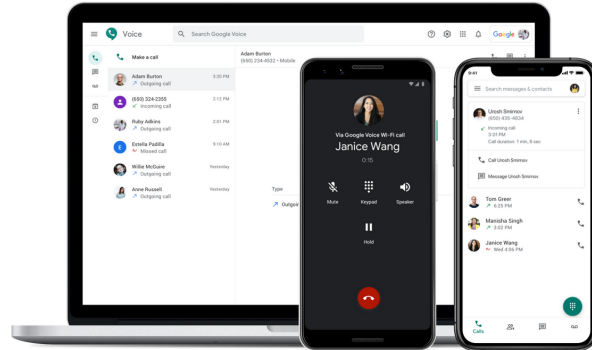 Voice
Search Google Voice
Google
Make a call
Adam Burton
(650) 234-4532 • Mobile
Adam Burton
Outgoing call
3:20 PM
(650) 324-2355
Incoming call
2:13 PM
Ruby Adkins
Outgoing call
2:01 PM
Estella Padilla
Missed call
9:10 AM
Willie McGuire
Outgoing call
Yesterday
Anne Russell
Outgoing call
Yesterday
Type
Outgoi
E
Via Google Voice Wi-Fi call
Janice Wang
0:15
Mute
Keypad
Speaker
Hold
9:41
Search messages & contacts
Urosh Smirnov
(650) 435-4604
Incoming call
3:01 PM
Call duration: 1 min, 8 sec
Call Urosh Smirnov
Message Urosh Smirnov
Tom Greer
6:25 PM
Manisha Singh
3:02 PM
Janice Wang
Wed 4:06 PM
Calls